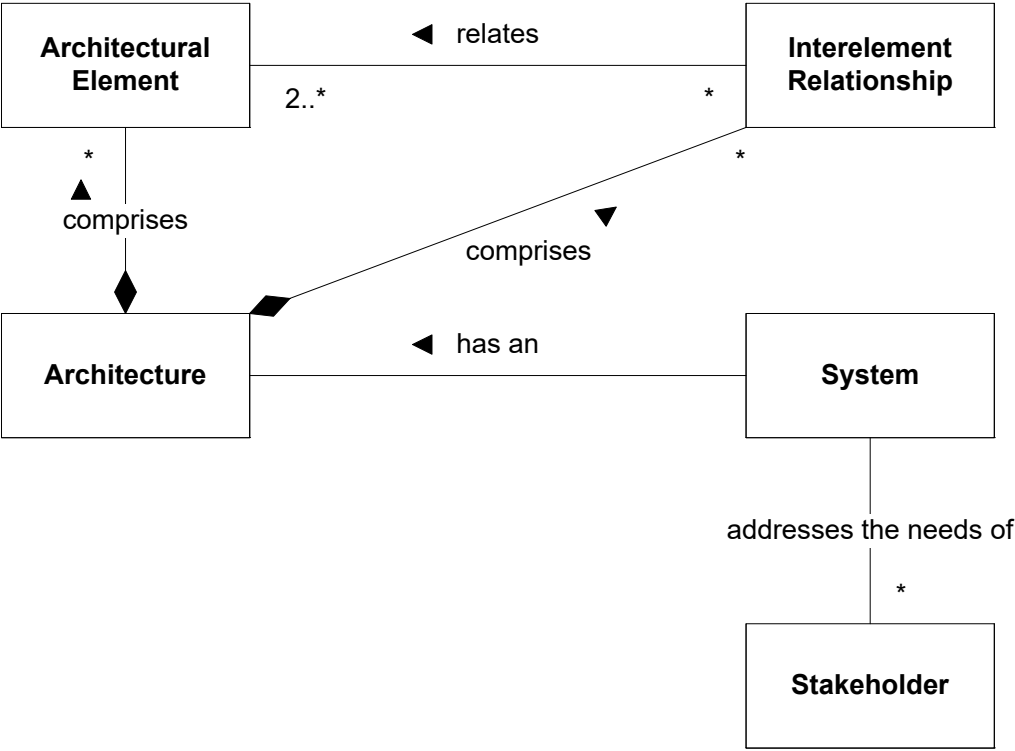 Architectural
Element
◄ relates
2..*
*
Interelement
Relationship
*
▲
comprises
*
comprises
Architecture
◄ has an
System
addresses the needs of
*
Stakeholder